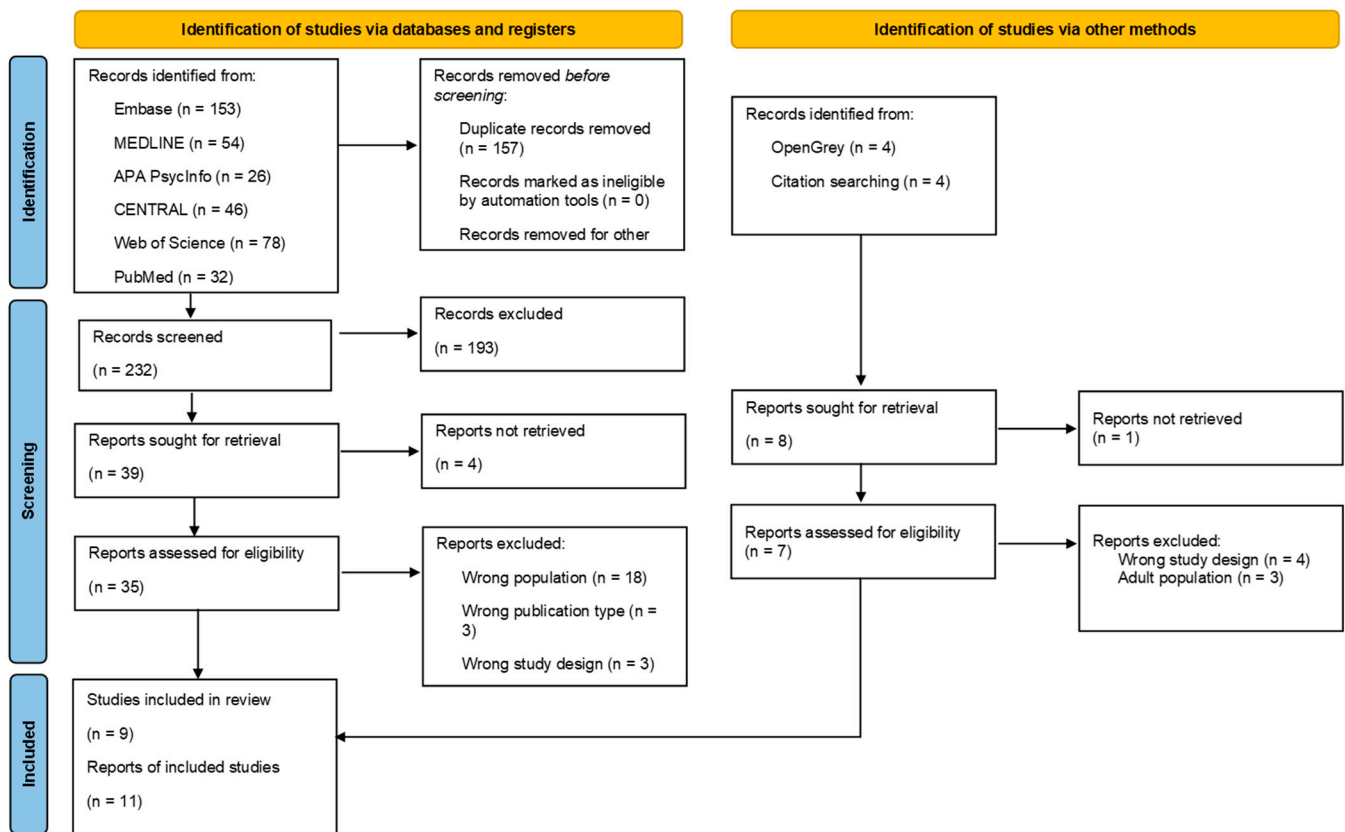 Identification of studies via databases and registers
Identification of studies via other methods
Identification
Records identified from:
Embase (n = 153)
MEDLINE (n = 54)
APA PsycInfo (n = 26)
CENTRAL (n = 46)
Web of Science (n = 78)
PubMed (n = 32)
Records removed before
screening:
Duplicate records removed
(n = 157)
Records marked as ineligible
by automation tools (n = 0)
Records removed for other
Records identified from:
OpenGrey (n = 4)
Citation searching (n = 4)
Screening
Records screened
(n = 232)
Records excluded
(n = 193)
Reports sought for retrieval
(n = 39)
Reports not retrieved
(n = 4)
Reports sought for retrieval
(n = 8)
Reports not retrieved
(n = 1)
Reports assessed for eligibility
(n = 35)
Reports excluded:
Wrong population (n = 18)
Wrong publication type (n =
3)
Wrong study design (n = 3)
Reports assessed for eligibility
(n = 7)
Reports excluded:
Wrong study design (n = 4)
Adult population (n = 3)
Included
Studies included in review
(n = 9)
Reports of included studies
(n = 11)